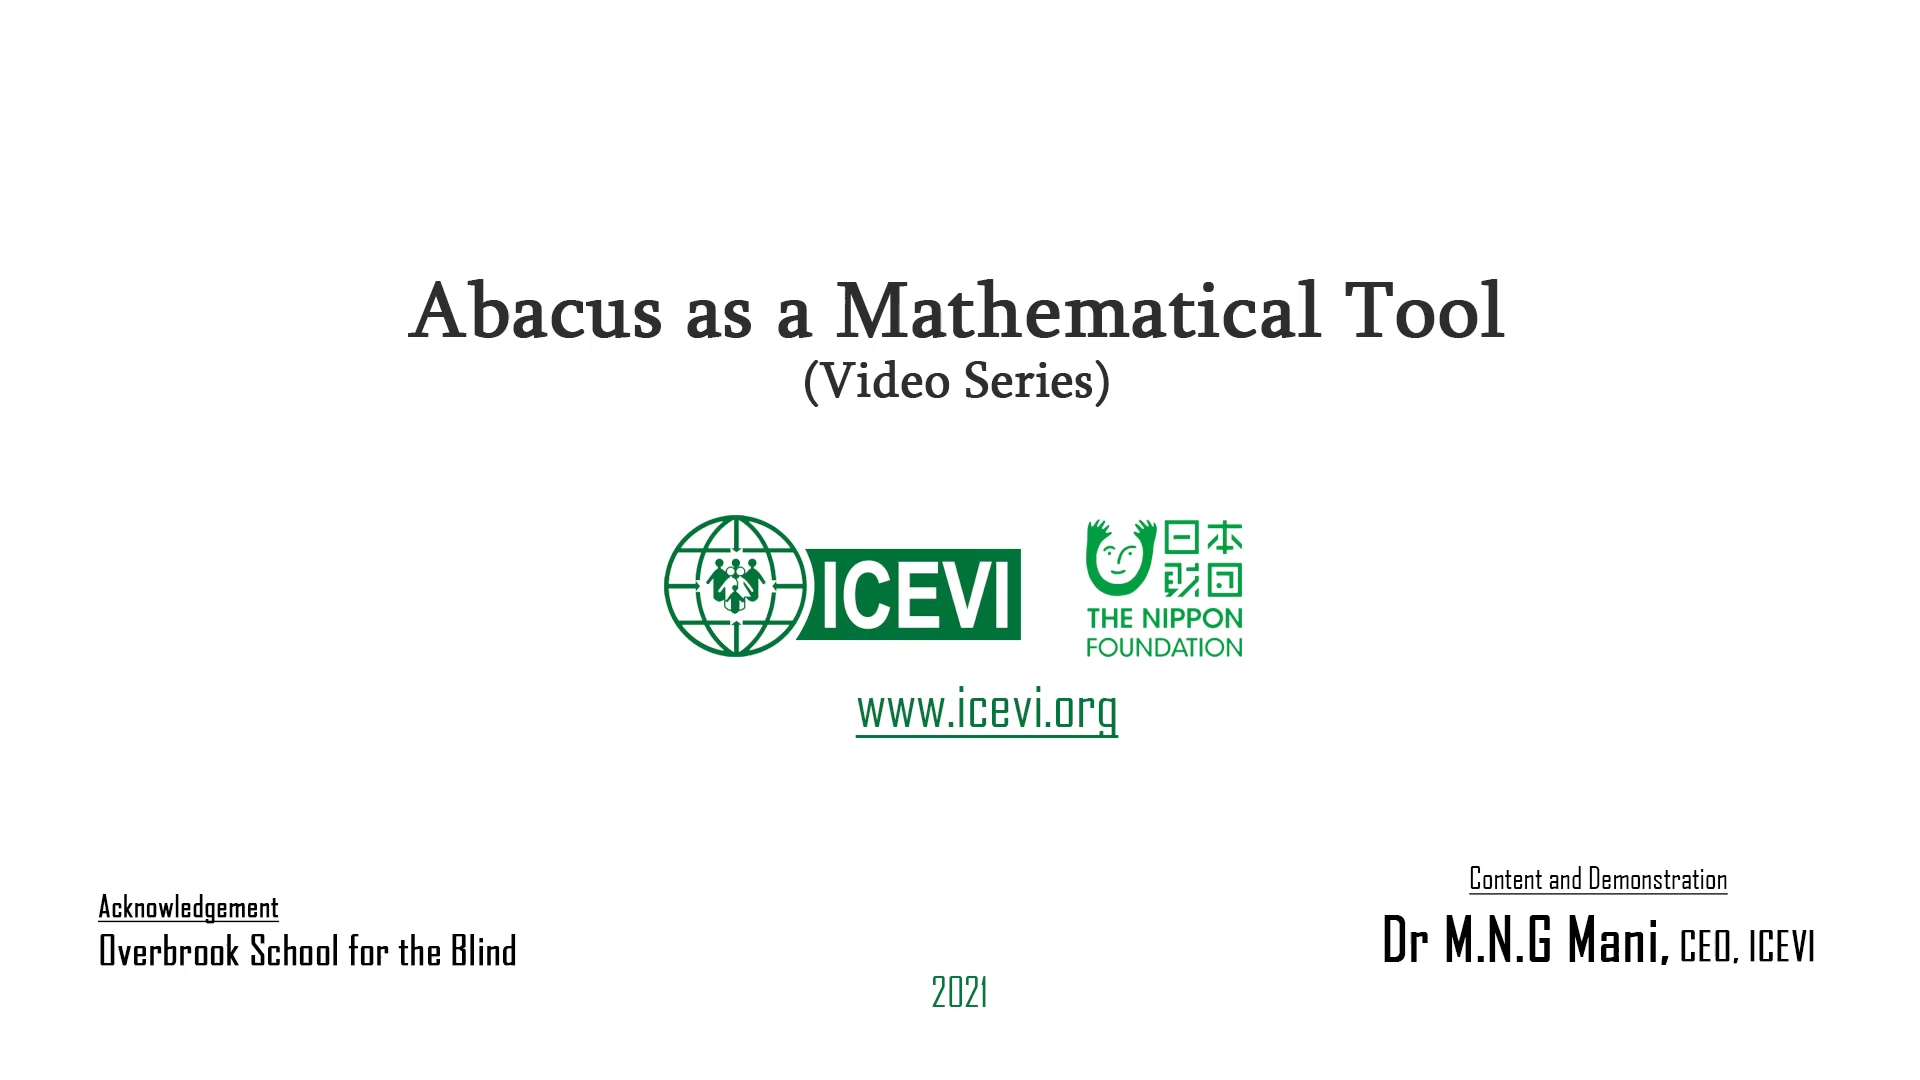 Abacus as a Mathematical Tool
(Video Series)
ICEVI
日本
財団
THE NIPPON
FOUNDATION
www.icevi.org
Acknowledgement
Overbrook School for the Blind
Content and Demonstration
Dr M.N.G Mani, CEO, ICEVI
2021